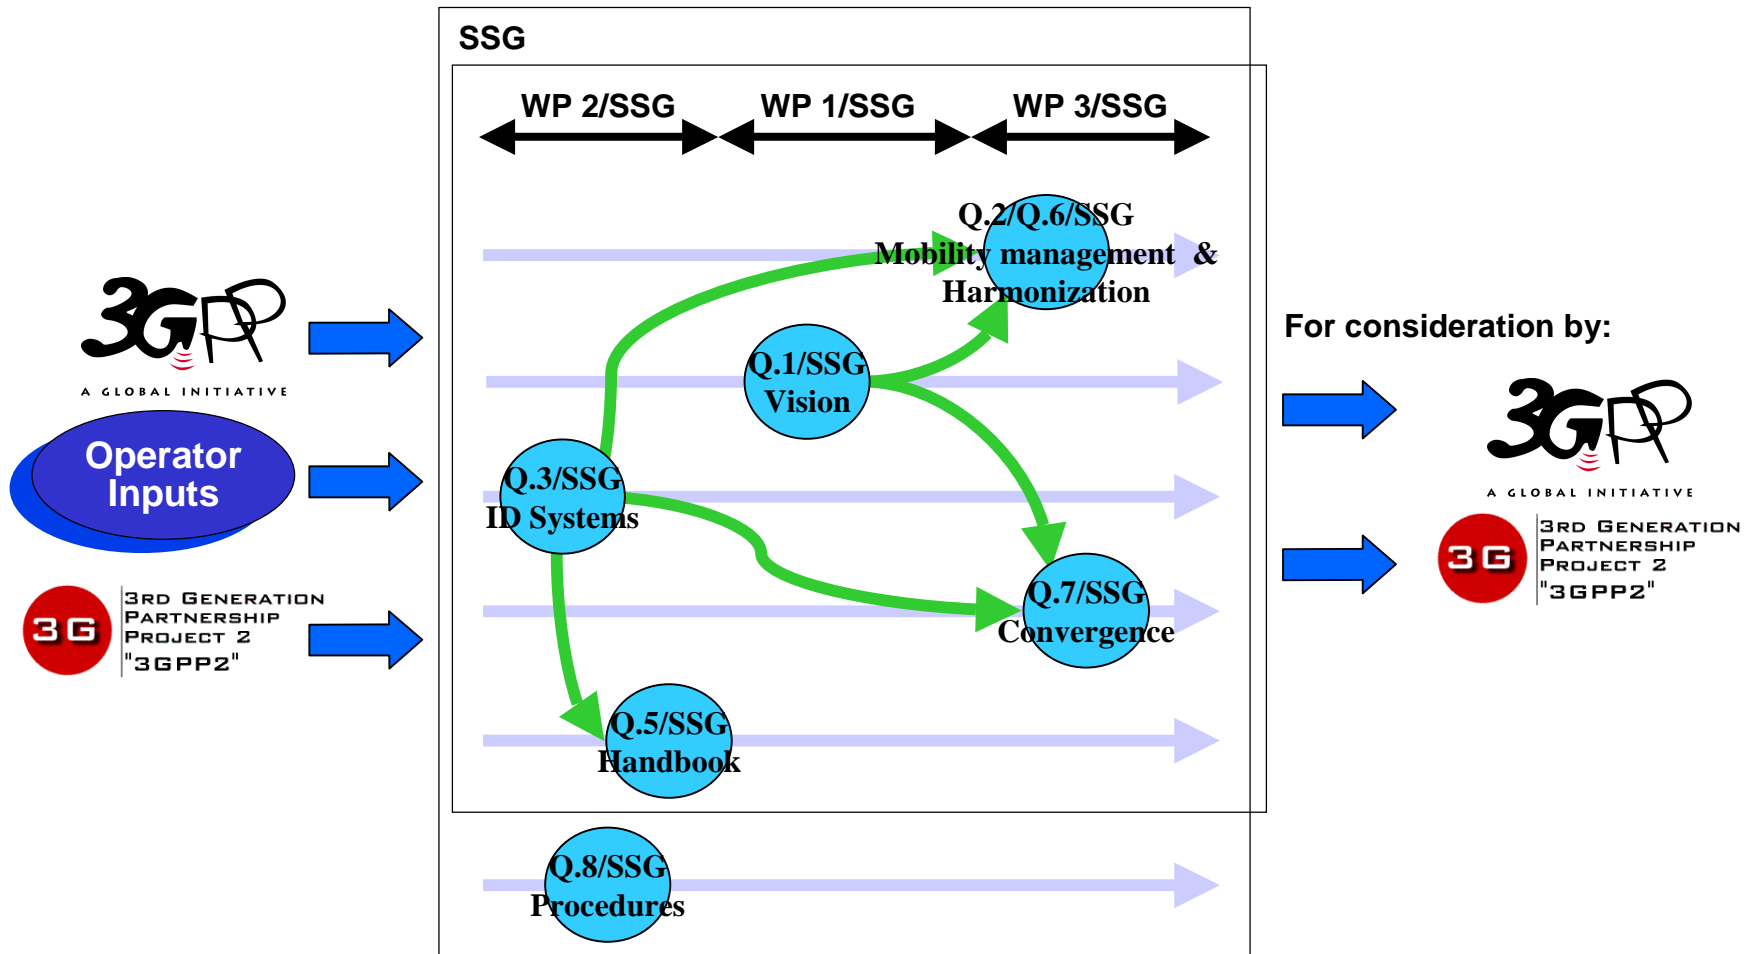 SSG
WP 2/SSG
WP 1/SSG
WP 3/SSG
Q.2/Q.6/SSG
Mobility management &
Harmonization
3GPP
A GLOBAL INITIATIVE
For consideration by:
Q.1/SSG
Vision
3GPP
A GLOBAL INITIATIVE
Operator
Inputs
Q.3/SSG
ID Systems
3G
3RD GENERATION
PARTNERSHIP
PROJECT 2
"3GPP2"
3G
3RD GENERATION
PARTNERSHIP
PROJECT 2
"3GPP2"
Q.7/SSG
Convergence
Q.5/SSG
Handbook
Q.8/SSG
Procedures